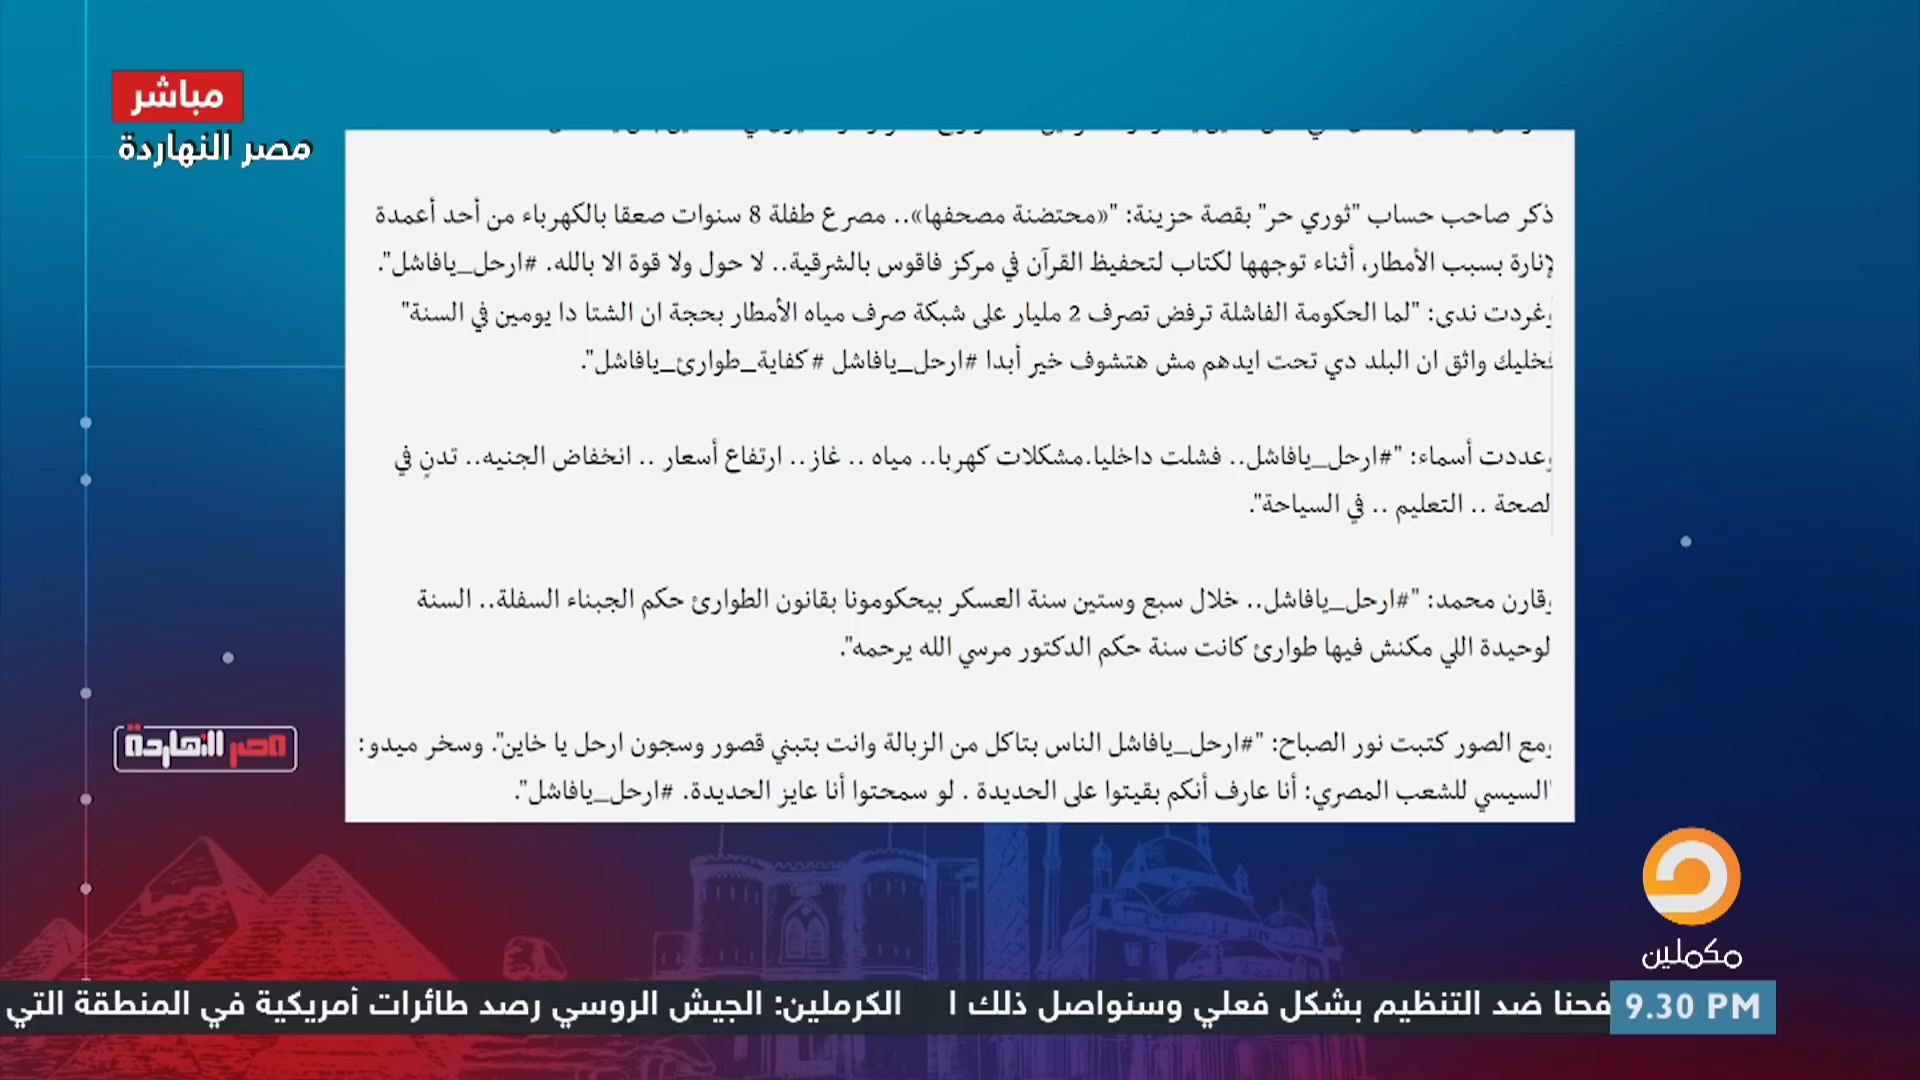 مباشر
مصر النهاردة
ذكر صاحب حساب "ثوري حر" بقصة حزينة: "«محتضنة مصحفها».. مصرع طفلة 8 سنوات صعقا بالكهرباء من أحد أعمدة
لإنارة بسبب الأمطار، أثناء توجهها لكتاب لتحفيظ القرآن في مركز فاقوس بالشرقية.. لا حول ولا قوة الا بالله. #ارحل_يافاشل".
وغردت ندى: "لما الحكومة الفاشلة ترفض تصرف 2 مليار على شبكة صرف مياه الأمطار بحجة ان الشتا دا يومين في السنة"
فخليك واثق ان البلد دي تحت ايدهم مش هتشوف خير أبدا #ارحل_يافاشل #كفاية_طوارئ_يافاشل".
وعددت أسماء: "#ارحل_يافاشل.. فشلت داخليا.مشكلات كهربا.. مياه .. غاز.. ارتفاع أسعار .. انخفاض الجنيه.. تدنٍ في
لصحة .. التعليم .. في السياحة".
وقارن محمد: "#ارحل_يافاشل.. خلال سبع وستين سنة العسكر بيحكومونا بقانون الطوارئ حكم الجبناء السفلة.. السنة
لوحيدة اللي مكنش فيها طوارئ كانت سنة حكم الدكتور مرسي الله يرحمه".
ومع الصور كتبت نور الصباح: "#ارحل_يافاشل الناس بتاكل من الزبالة وانت بتبني قصور وسجون ارحل يا خاين". وسخر ميدو:
"السيسي للشعب المصري: أنا عارف أنكم بقيتوا على الحديدة . لو سمحتوا أنا عايز الحديدة. #ارحل_يافاشل".
مصر النهاردة
مكملين
فحنا ضد التنظيم بشكل فعلي وسنواصل ذلك ا الكرملين: الجيش الروسي رصد طائرات أمريكية في المنطقة التي
9.30 PM